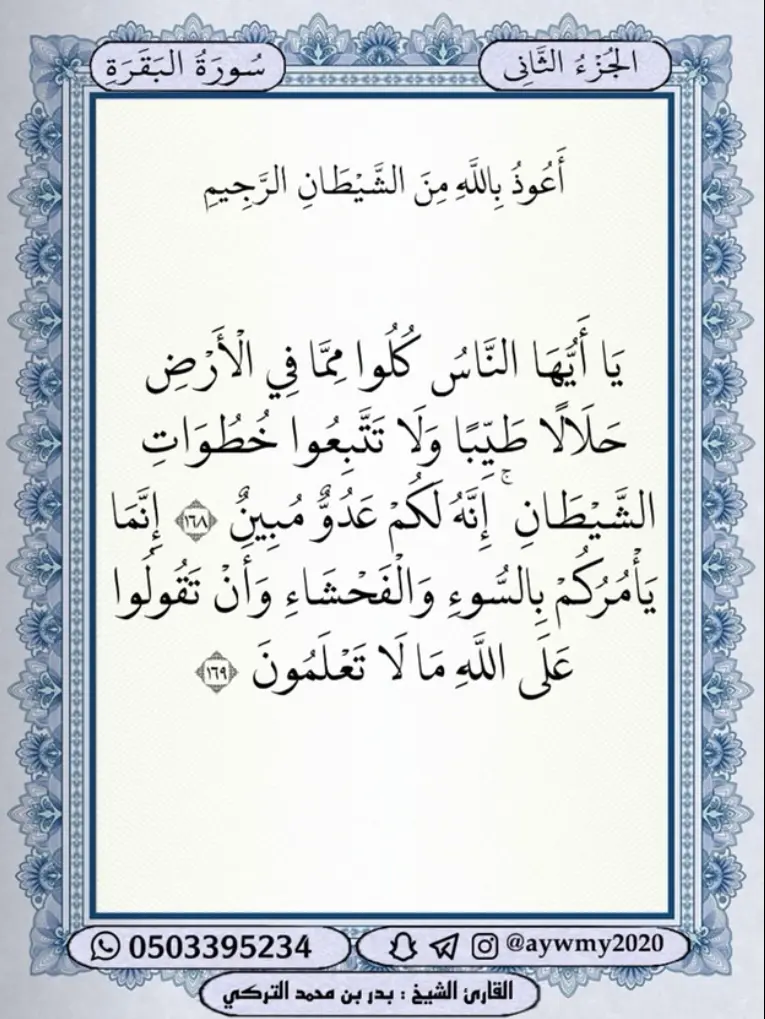 الجُزْءُ الثَّانِى
سُورَةُ البَقَرَةِ
أَعُوذُ بِاللَّهِ مِنَ الشَّيْطَانِ الرَّجِيمِ
يَا أَيُّهَا النَّاسُ كُلُوا مِمَّا فِي الْأَرْضِ
حَلَالًا طَيِّبًا وَلَا تَتَّبِعُوا خُطُوَاتِ
الشَّيْطَانِ ۚ إِنَّهُ لَكُمْ عَدُوٌّ مُبِينٌ ﴿١٦٨﴾ إِنَّمَا
يَأْمُرُكُمْ بِالسُّوءِ وَالْفَحْشَاءِ وَأَنْ تَقُولُوا
عَلَى اللَّهِ مَا لَا تَعْلَمُونَ ﴿١٦٩﴾
0503395234
@aywmy2020
القارئ الشيخ : بدر بن محمد التركي